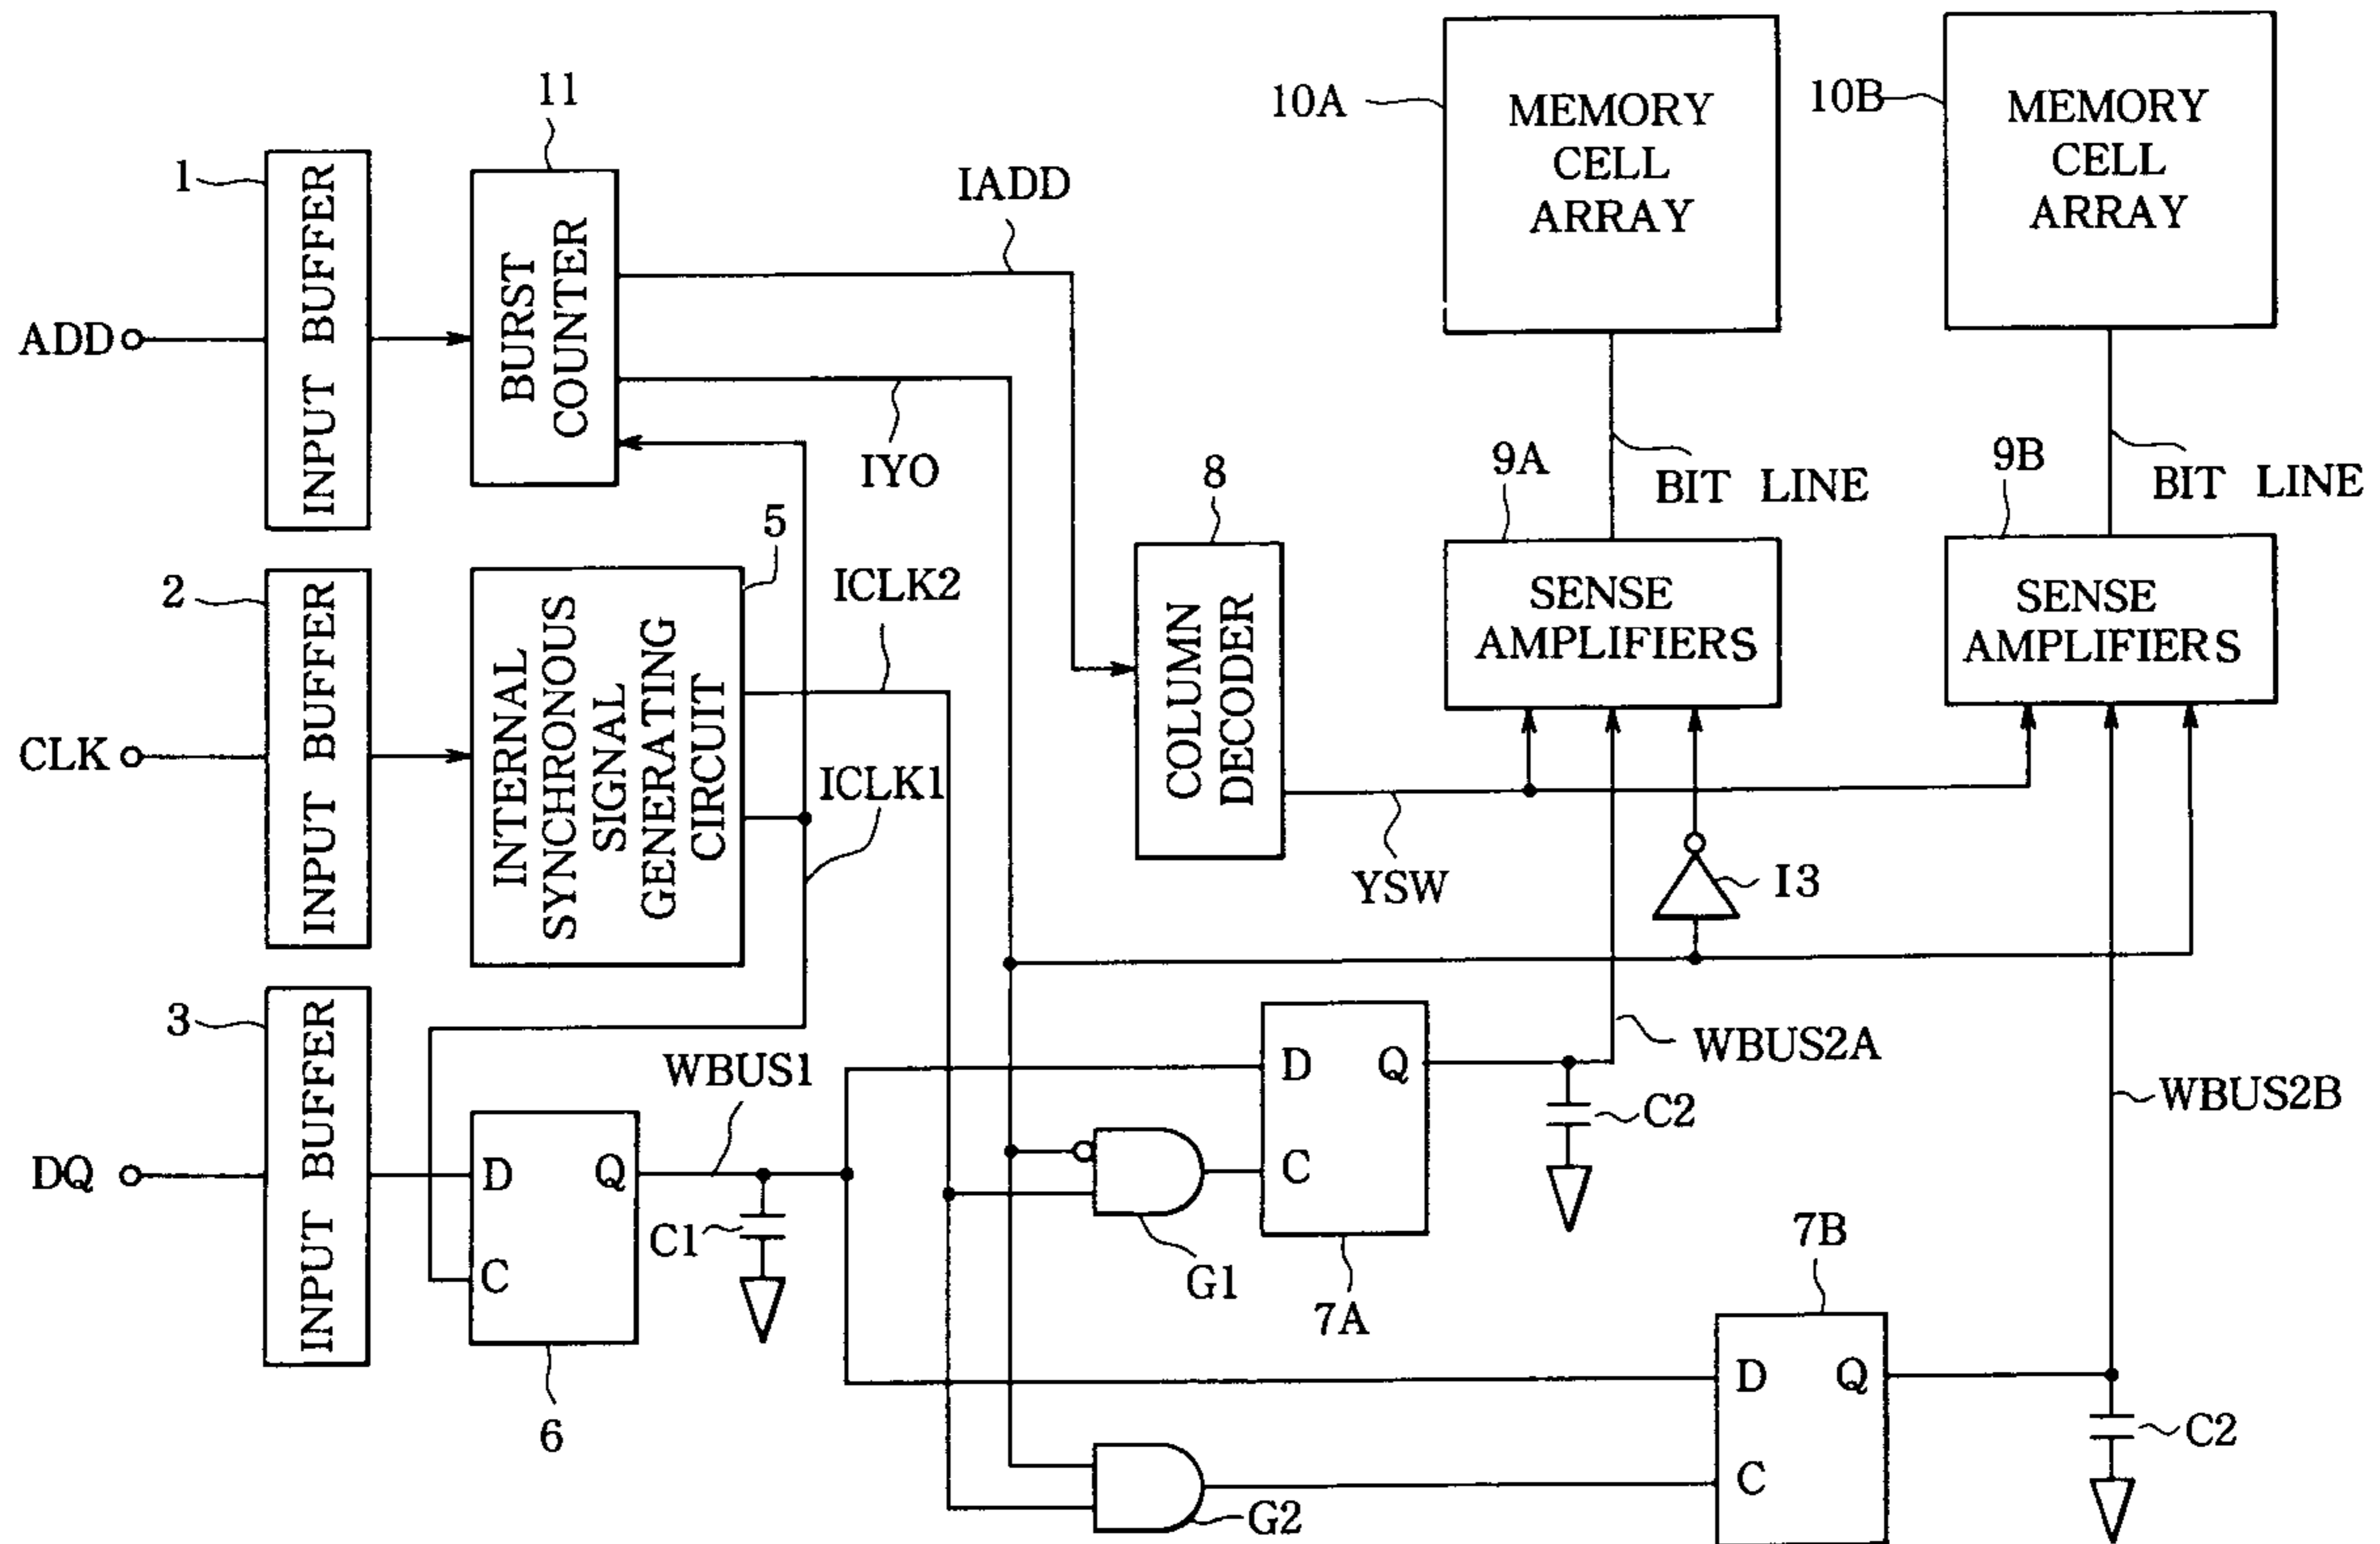 11
1
INPUT BUFFER
ADD
BURST
COUNTER
IADD
IYO
10A
MEMORY
CELL
ARRAY
10B
MEMORY
CELL
ARRAY
9A
BIT LINE
9B
BIT LINE
SENSE
AMPLIFIERS
SENSE
AMPLIFIERS
2
INPUT BUFFER
CLK
5
INTERNAL
SYNCHRONOUS
SIGNAL
GENERATING
CIRCUIT
ICLK2
ICLK1
8
COLUMN
DECODER
YSW
I3
3
INPUT BUFFER
DQ
D
Q
C
6
WBUS1
C1
D
Q
C
7A
G1
WBUS2A
C2
WBUS2B
7B
D
Q
C
G2
C2